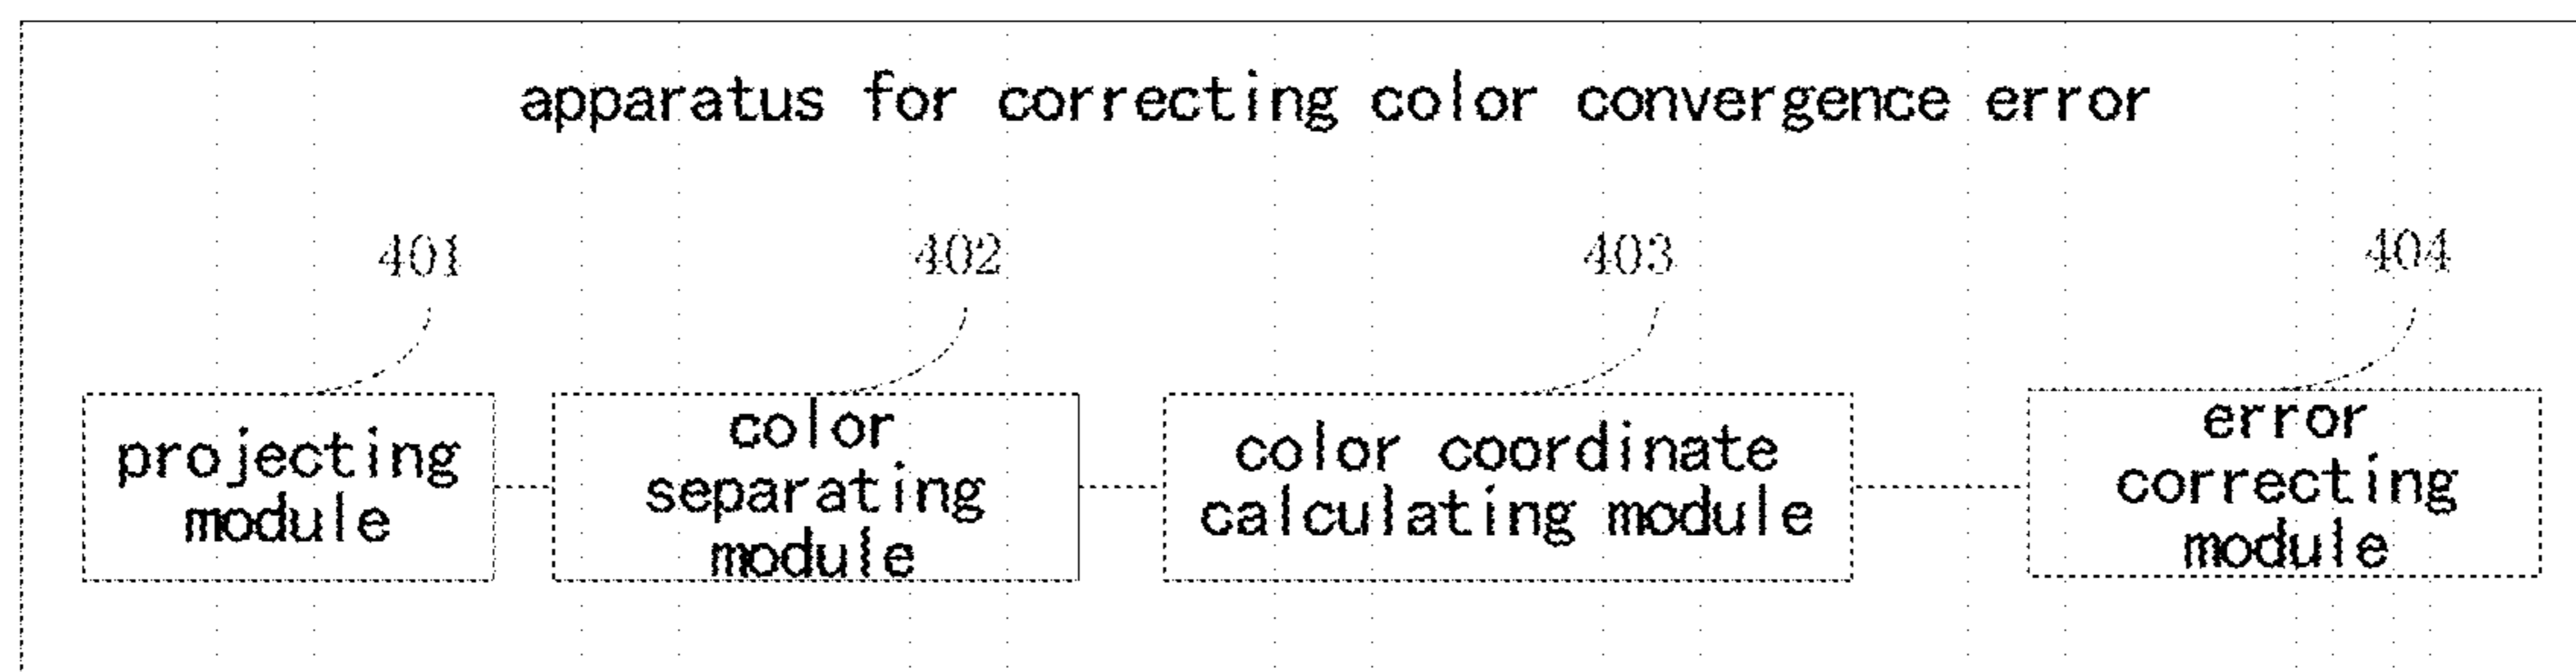 apparatus for correcting color convergence error
401
402
403
404
projecting
module
color
separating
module
color coordinate
calculating module
error
correcting
module